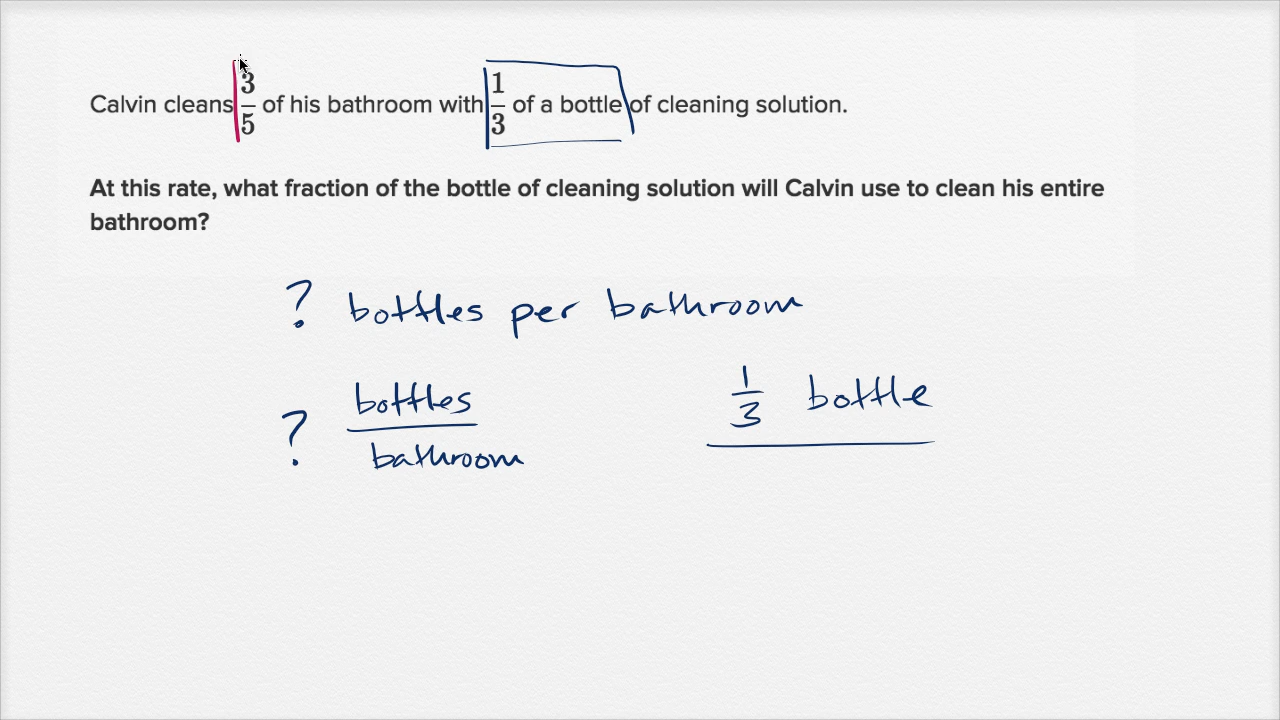 Calvin cleans 3/5 of his bathroom with 1/3 of a bottle of cleaning solution.
At this rate, what fraction of the bottle of cleaning solution will Calvin use to clean his entire
bathroom?
? bottles per bathroom
? bottles/bathroom
1/3 bottle